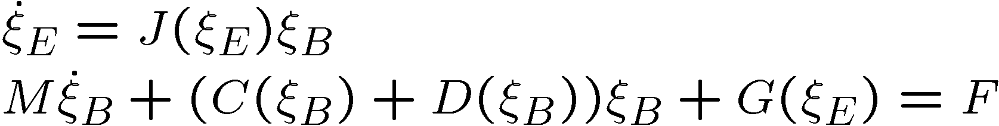 ξ̇_E = J(ξ_E)ξ_B
Mξ̇_B + (C(ξ_B) + D(ξ_B))ξ_B + G(ξ_E) = F